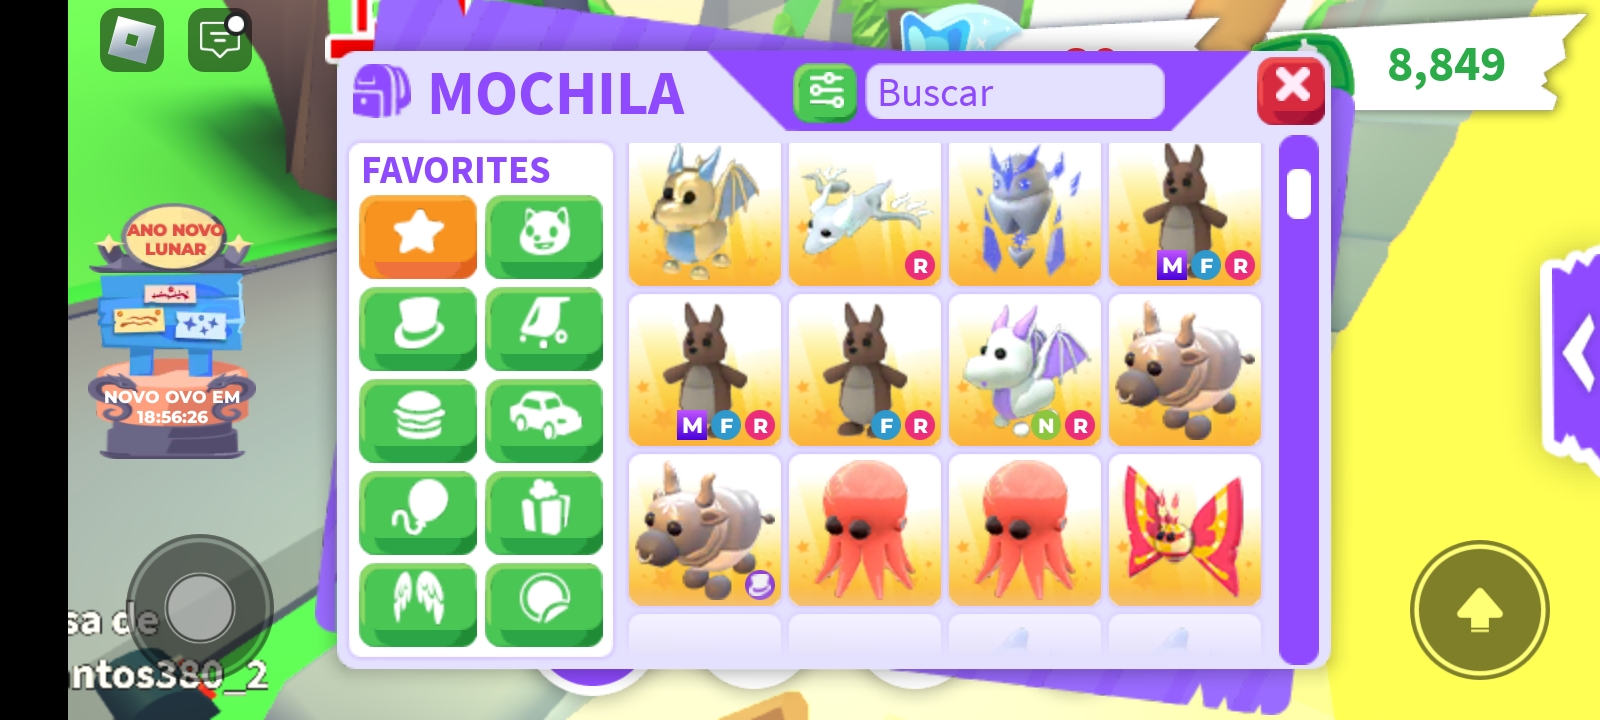 8,849
MOCHILA
Buscar
FAVORITES
ANO NOVO
LUNAR
NOVO OVO EM
18:56:26
R
M F R
M F R
F R
N R
sa de
ntos380_2